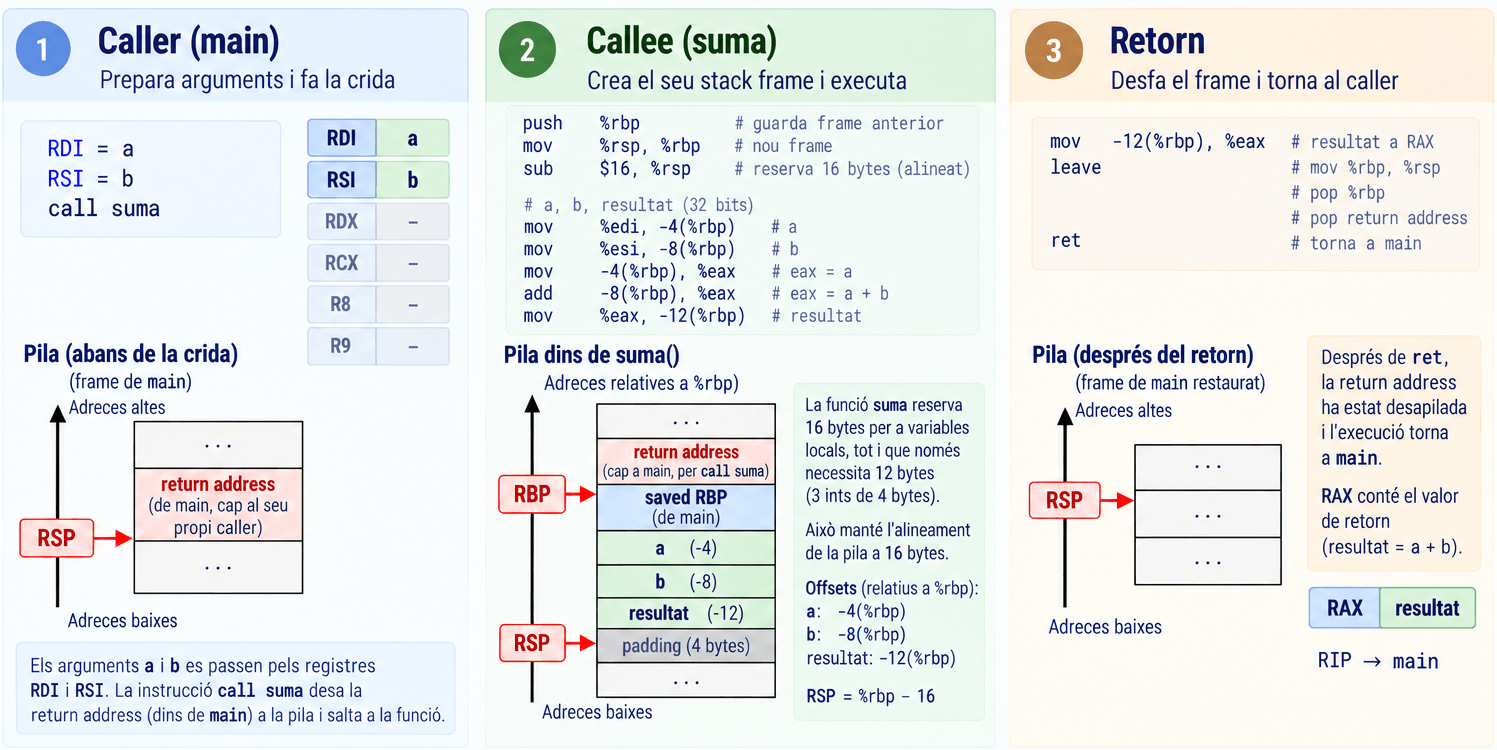 1
Caller (main)
Prepara arguments i fa la crida
RDI = a
RSI = b
call suma
RDI a
RSI b
RDX –
RCX –
R8 –
R9 –
Pila (abans de la crida)
(frame de main)
Adreces altes
...
return address
(de main, cap al seu
propi caller)
RSP
...
Adreces baixes
Els arguments a i b es passen pels registres
RDI i RSI. La instrucció call suma desa la
return address (dins de main) a la pila i salta a la funció.
2
Callee (suma)
Crea el seu stack frame i executa
push %rbp # guarda frame anterior
mov %rsp, %rbp # nou frame
sub $16, %rsp # reserva 16 bytes (alineat)
# a, b, resultat (32 bits)
mov %edi, -4(%rbp) # a
mov %esi, -8(%rbp) # b
mov -4(%rbp), %eax # eax = a
add -8(%rbp), %eax # eax = a + b
mov %eax, -12(%rbp) # resultat
Pila dins de suma()
Adreces relatives a %rbp)
...
return address
(cap a main, per call suma)
RBP
saved RBP
(de main)
a (-4)
b (-8)
resultat (-12)
RSP
padding (4 bytes)
...
Adreces baixes
La funció suma reserva
16 bytes per a variables
locals, tot i que només
necessita 12 bytes
(3 ints de 4 bytes).
Això manté l'alineament
de la pila a 16 bytes.
Offsets (relatius a %rbp):
a: -4(%rbp)
b: -8(%rbp)
resultat: -12(%rbp)
RSP = %rbp - 16
3
Retorn
Desfa el frame i torna al caller
mov -12(%rbp), %eax # resultat a RAX
leave # mov %rbp, %rsp
# pop %rbp
# pop return address
ret # torna a main
Pila (després del retorn)
(frame de main restaurat)
Adreces altes
...
RSP
...
...
Adreces baixes
Després de ret,
la return address
ha estat desapilada
i l'execució torna
a main.
RAX conté el valor
de retorn
(resultat = a + b).
RAX resultat
RIP → main